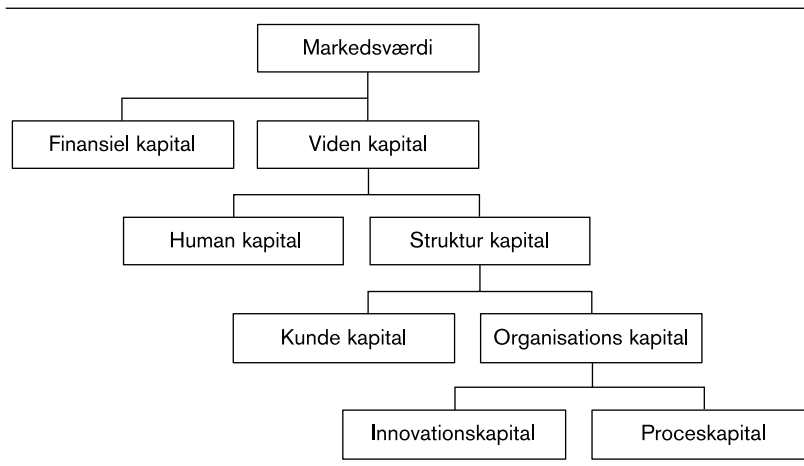 Markedsværdi
Finansiel kapital
Viden kapital
Human kapital
Struktur kapital
Kunde kapital
Organisations kapital
Innovationskapital
Proceskapital